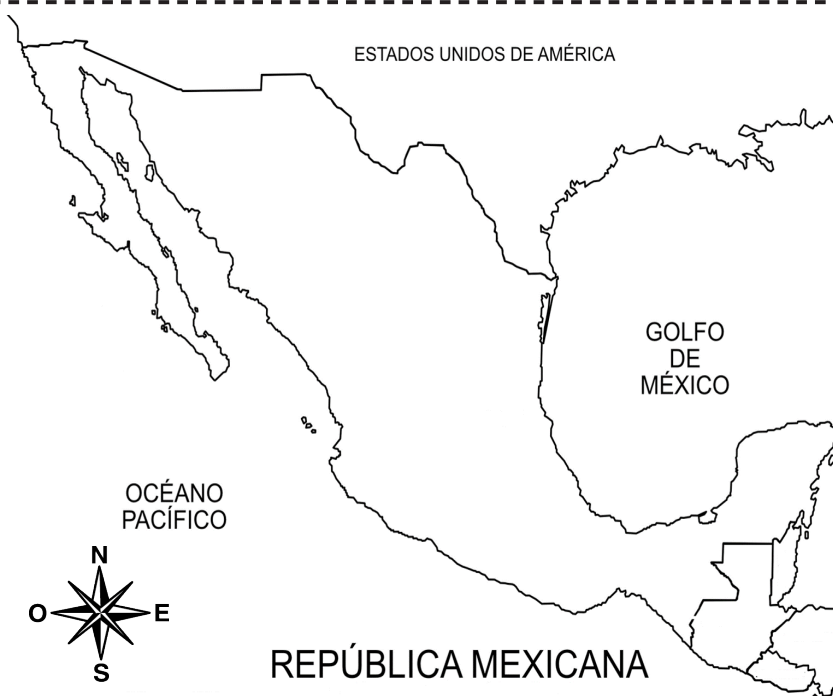 ESTADOS UNIDOS DE AMÉRICA
GOLFO
DE
MÉXICO
OCÉANO
PACÍFICO
N
O
E
S
REPÚBLICA MEXICANA